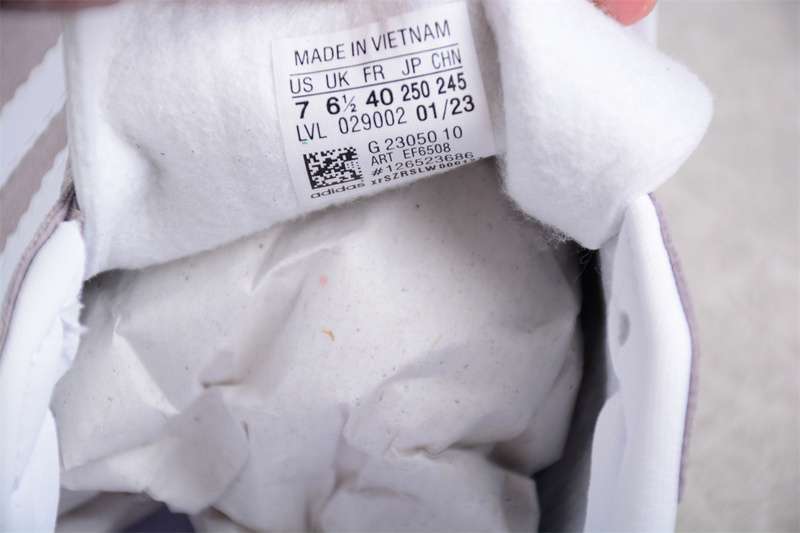 MADE IN VIETNAM
US UK FR JP CHN
7 6½ 40 250 245
LVL 029002 01/23
G 23050 10
ART EF6508
#126523686
adidas